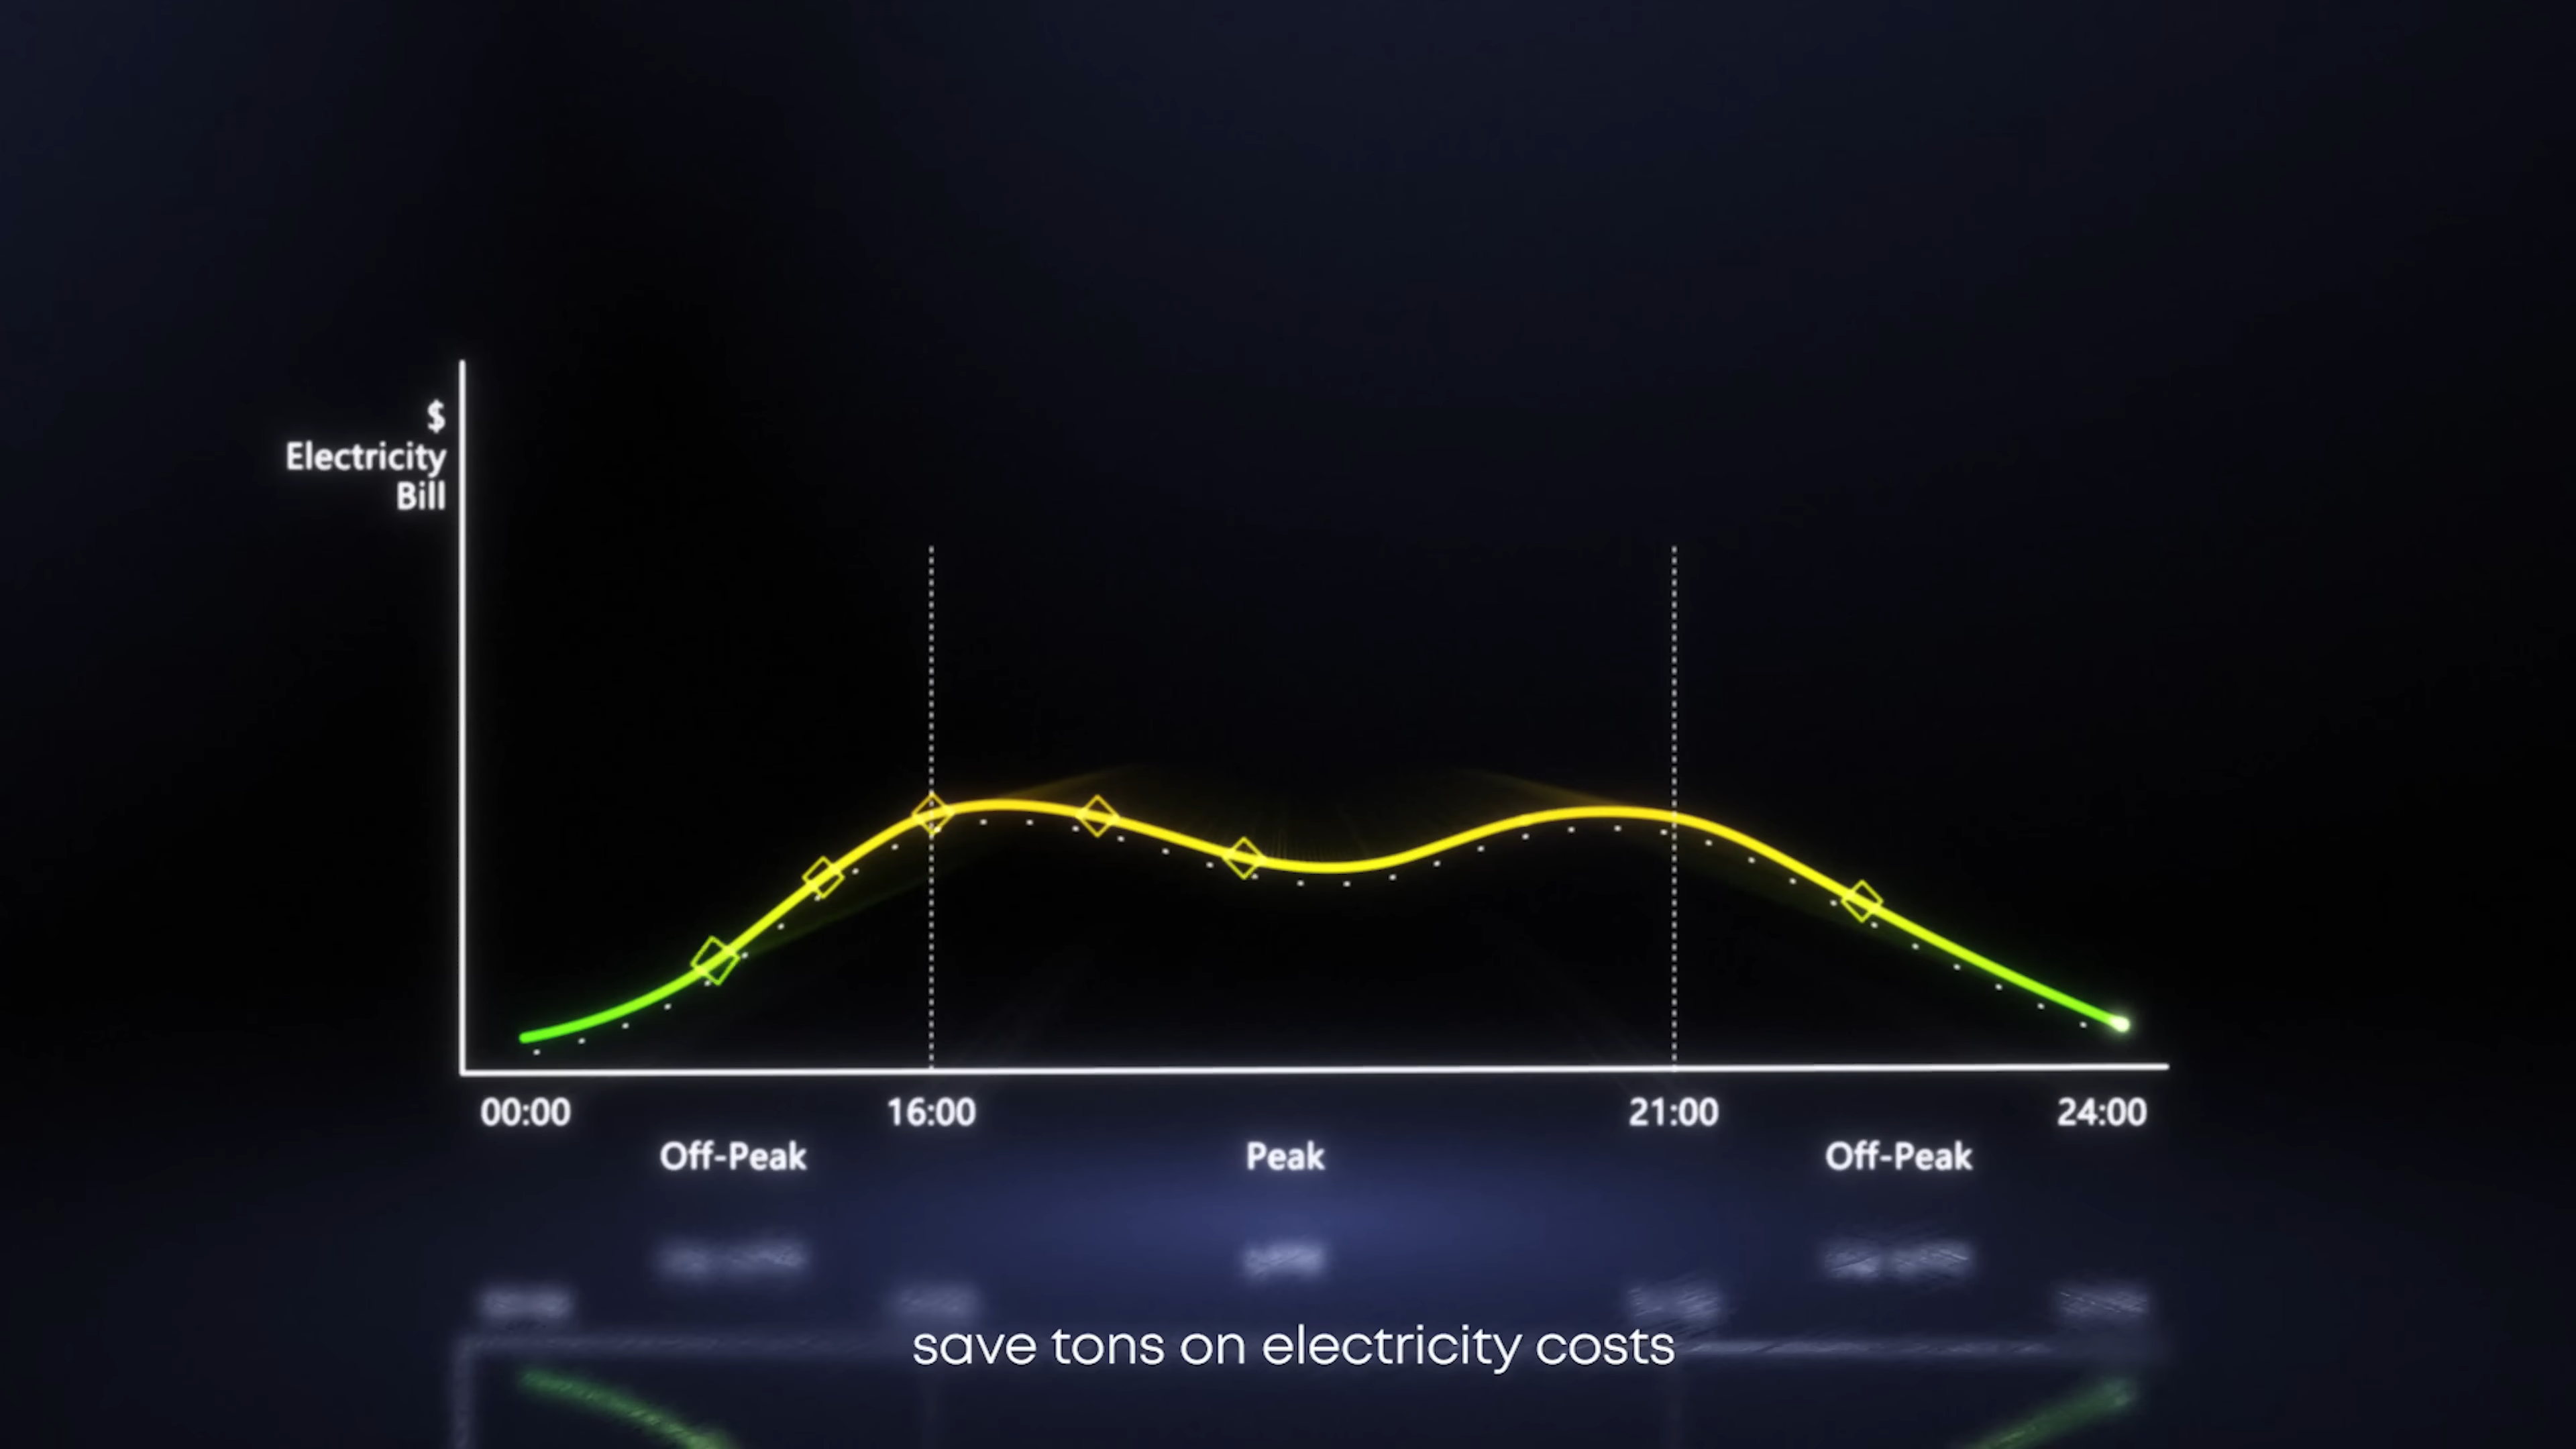 $
Electricity
Bill
00:00 16:00 21:00 24:00
Off-Peak Peak Off-Peak
save tons on electricity costs